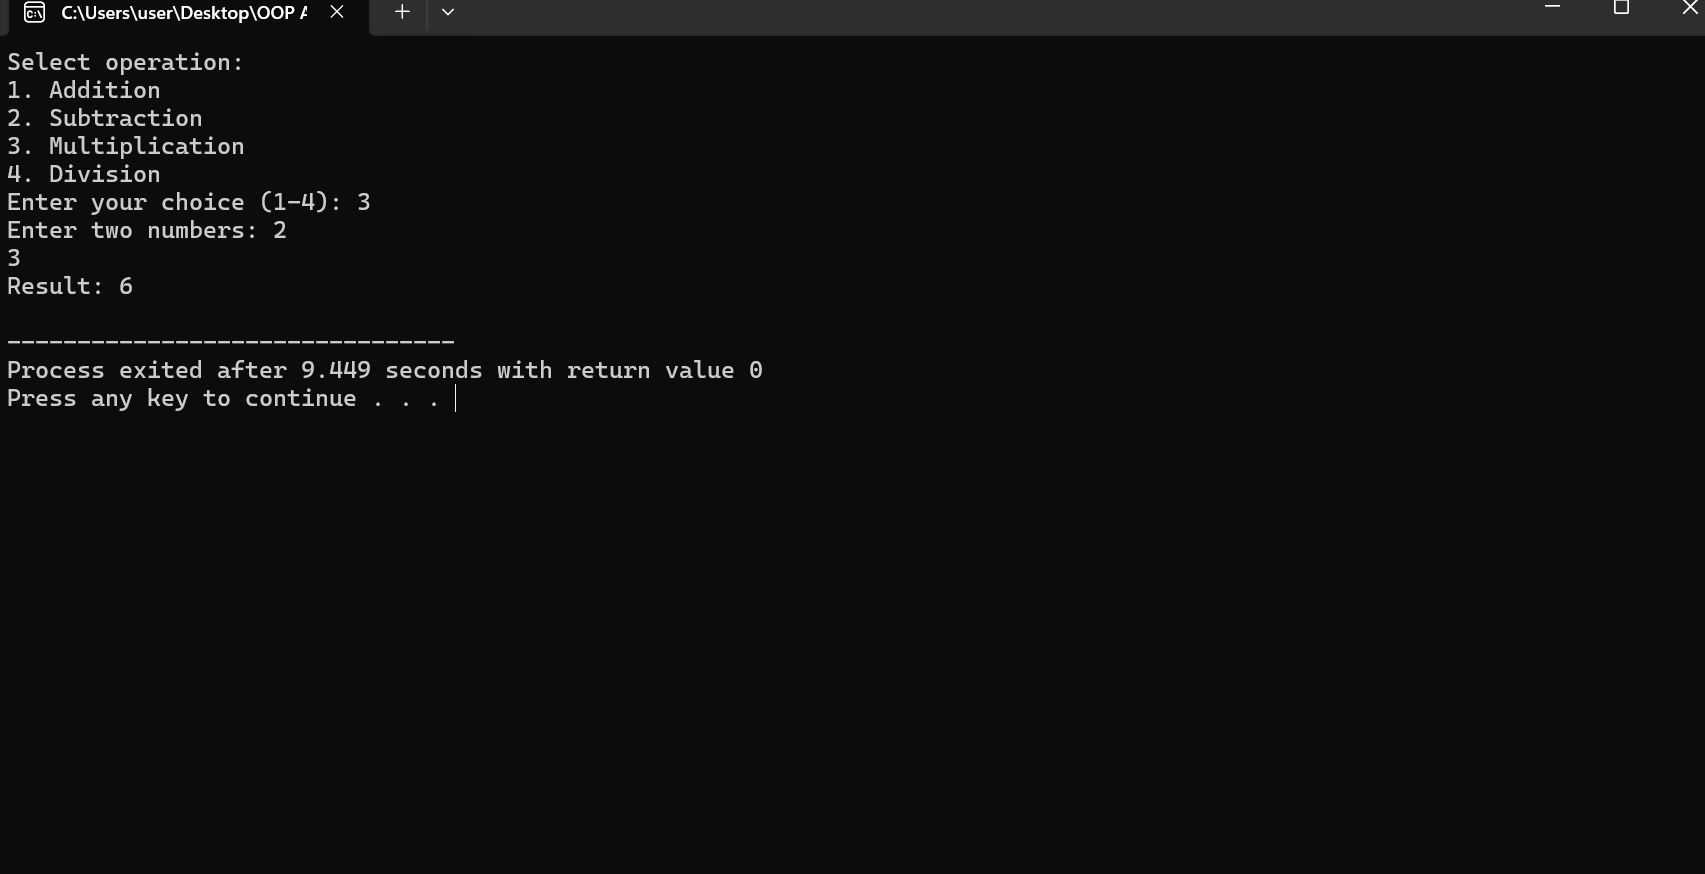 C:\Users\user\Desktop\OOP A
Select operation:
1. Addition
2. Subtraction
3. Multiplication
4. Division
Enter your choice (1-4): 3
Enter two numbers: 2
3
Result: 6
--------------------------------
Process exited after 9.449 seconds with return value 0
Press any key to continue . . .